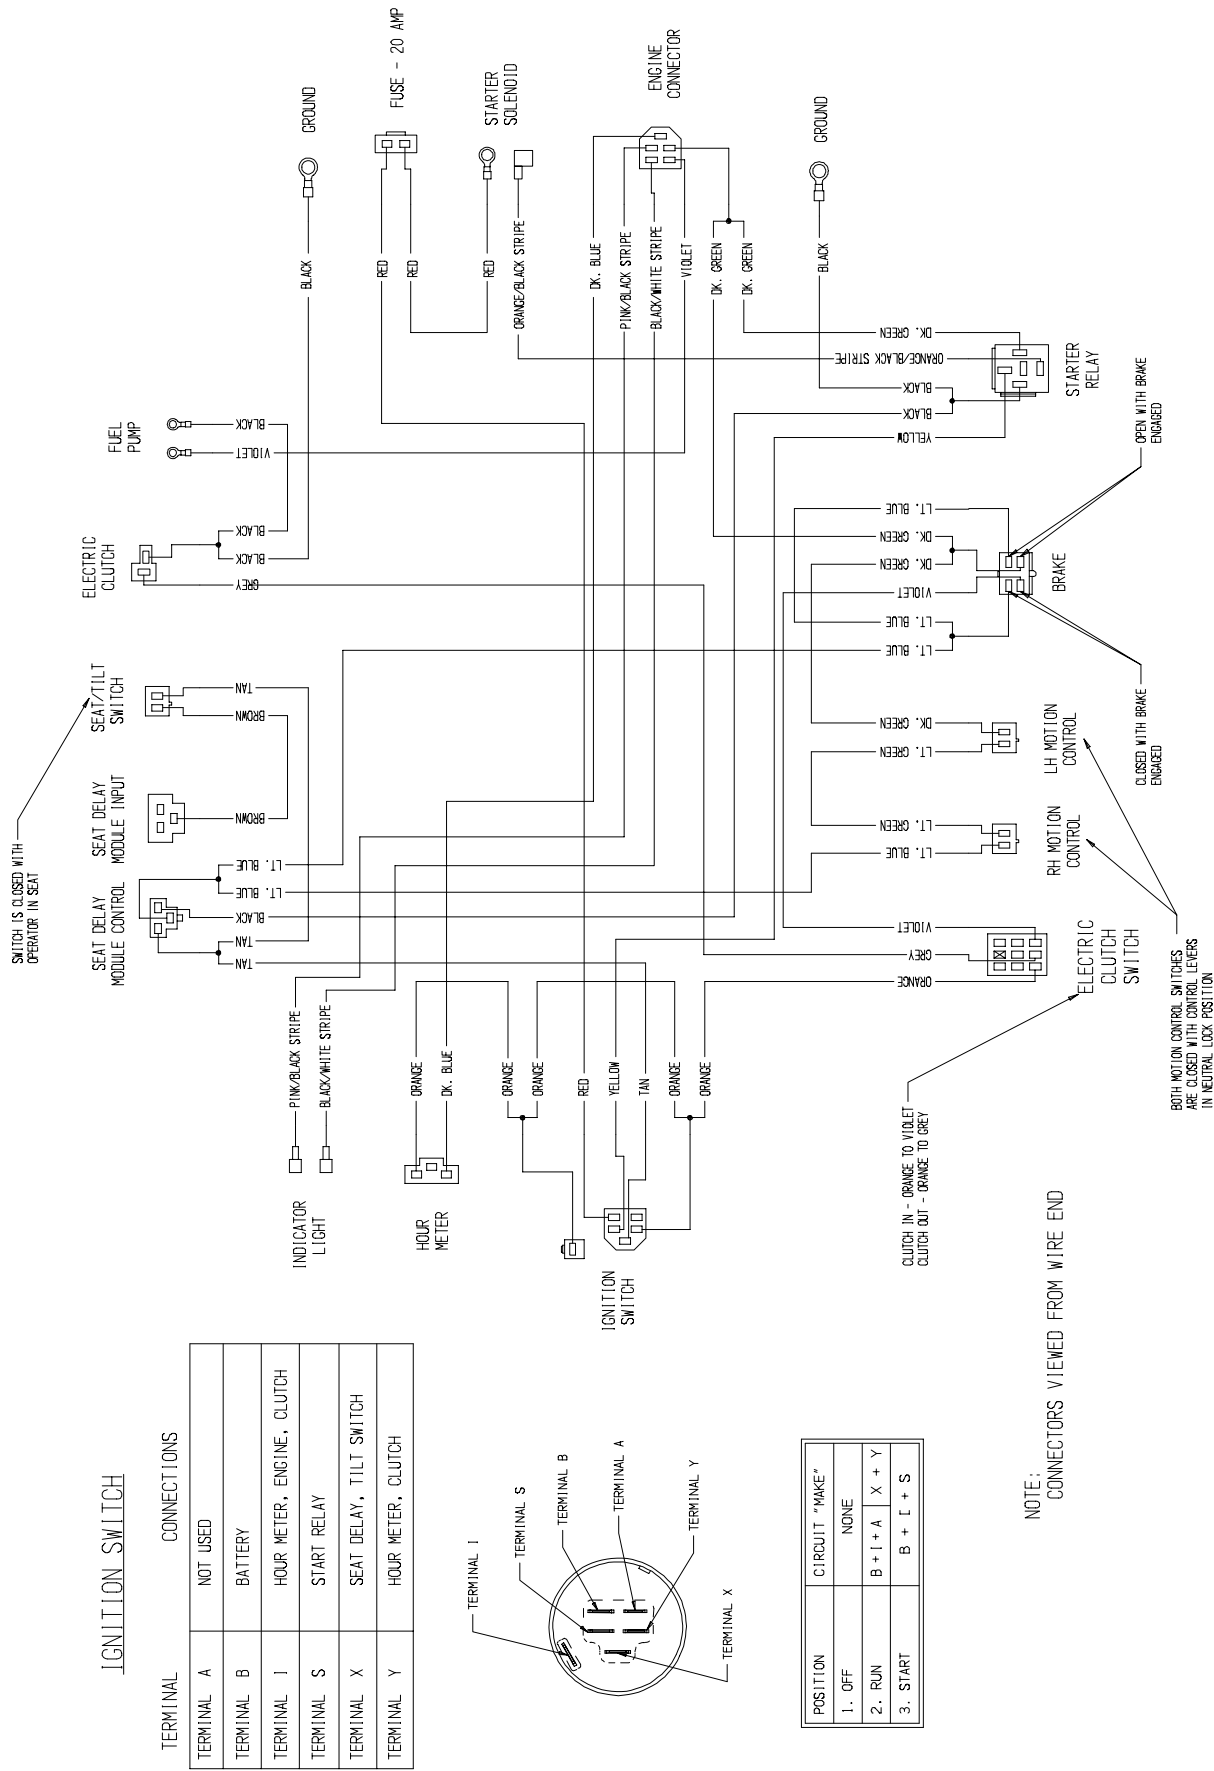 IGNITION SWITCH
TERMINAL CONNECTIONS
TERMINAL A NOT USED
TERMINAL B BATTERY
TERMINAL I HOUR METER, ENGINE, CLUTCH
TERMINAL S START RELAY
TERMINAL X SEAT DELAY, TILT SWITCH
TERMINAL Y HOUR METER, CLUTCH
TERMINAL I
TERMINAL S
TERMINAL B
TERMINAL A
TERMINAL Y
TERMINAL X
POSITION CIRCUIT "MAKE"
1. OFF NONE
2. RUN B + I + A X + Y
3. START B + I + S
NOTE:
CONNECTORS VIEWED FROM WIRE END
SWITCH IS CLOSED WITH
OPERATOR IN SEAT
SEAT DELAY
MODULE CONTROL
SEAT DELAY
MODULE INPUT
SEAT/TILT
SWITCH
ELECTRIC
CLUTCH
FUEL
PUMP
TAN
TAN
BLACK
LT. BLUE
LT. BLUE
BROWN
BROWN
TAN
GREY
BLACK
BLACK
VIOLET
BLACK
INDICATOR
LIGHT
PINK/BLACK STRIPE
BLACK/WHITE STRIPE
BLACK
GROUND
HOUR
METER
ORANGE
DK. BLUE
RED
RED
FUSE - 20 AMP
ORANGE
ORANGE
RED
ORANGE/BLACK STRIPE
STARTER
SOLENOID
IGNITION
SWITCH
RED
YELLOW
TAN
ORANGE
ORANGE
DK. BLUE
PINK/BLACK STRIPE
BLACK/WHITE STRIPE
VIOLET
DK. GREEN
DK. GREEN
ENGINE
CONNECTOR
BLACK
GROUND
ORANGE
GREY
VIOLET
LT. BLUE
LT. GREEN
LT. GREEN
DK. GREEN
LT. BLUE
LT. BLUE
VIOLET
DK. GREEN
DK. GREEN
LT. BLUE
YELLOW
BLACK
BLACK
ORANGE/BLACK STRIPE
DK. GREEN
CLUTCH IN - ORANGE TO VIOLET
CLUTCH OUT - ORANGE TO GREY
ELECTRIC
CLUTCH
SWITCH
RH MOTION
CONTROL
LH MOTION
CONTROL
BRAKE
STARTER
RELAY
CLOSED WITH BRAKE
ENGAGED
OPEN WITH BRAKE
ENGAGED
BOTH MOTION CONTROL SWITCHES
ARE CLOSED WITH CONTROL LEVERS
IN NEUTRAL LOCK POSITION